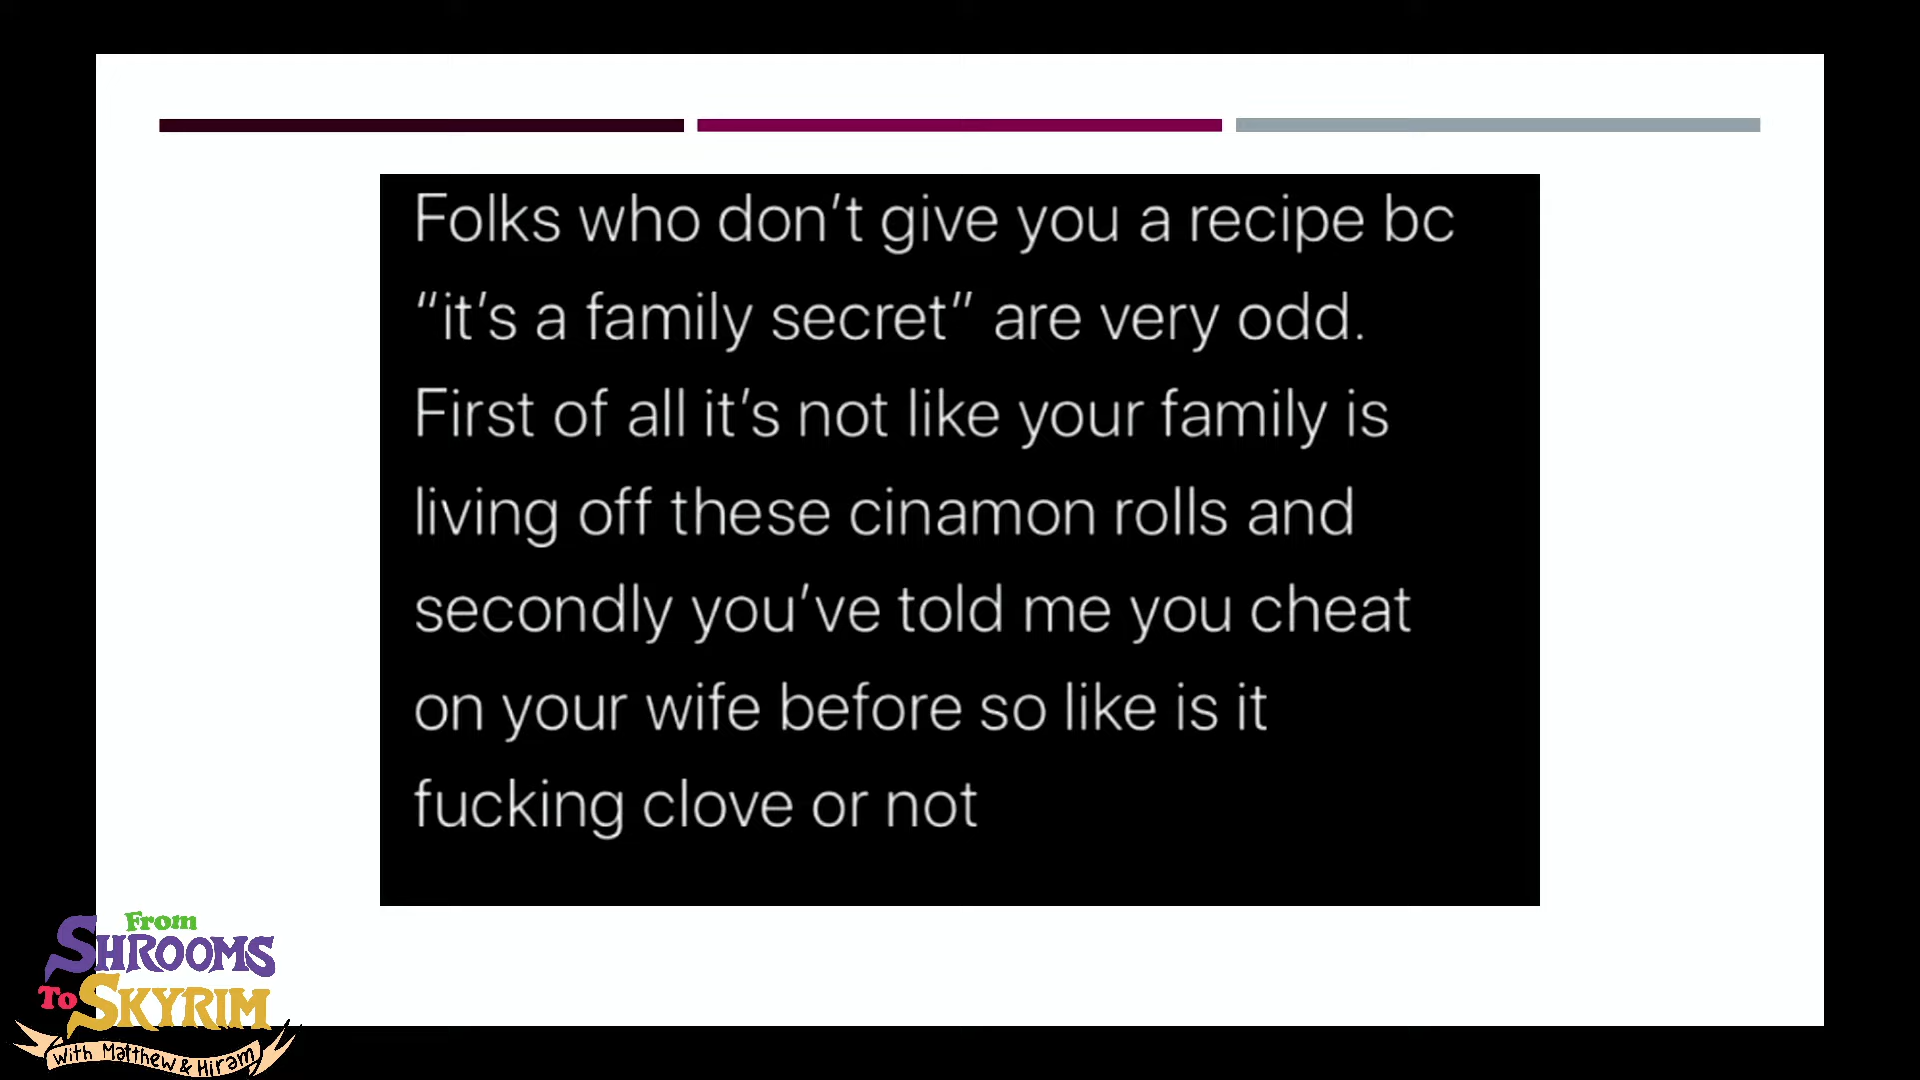 Folks who don’t give you a recipe bc
“it’s a family secret” are very odd.
First of all it’s not like your family is
living off these cinamon rolls and
secondly you’ve told me you cheat
on your wife before so like is it
fucking clove or not
From
SHROOMS
To SKYRIM
with Matthew & Hiram